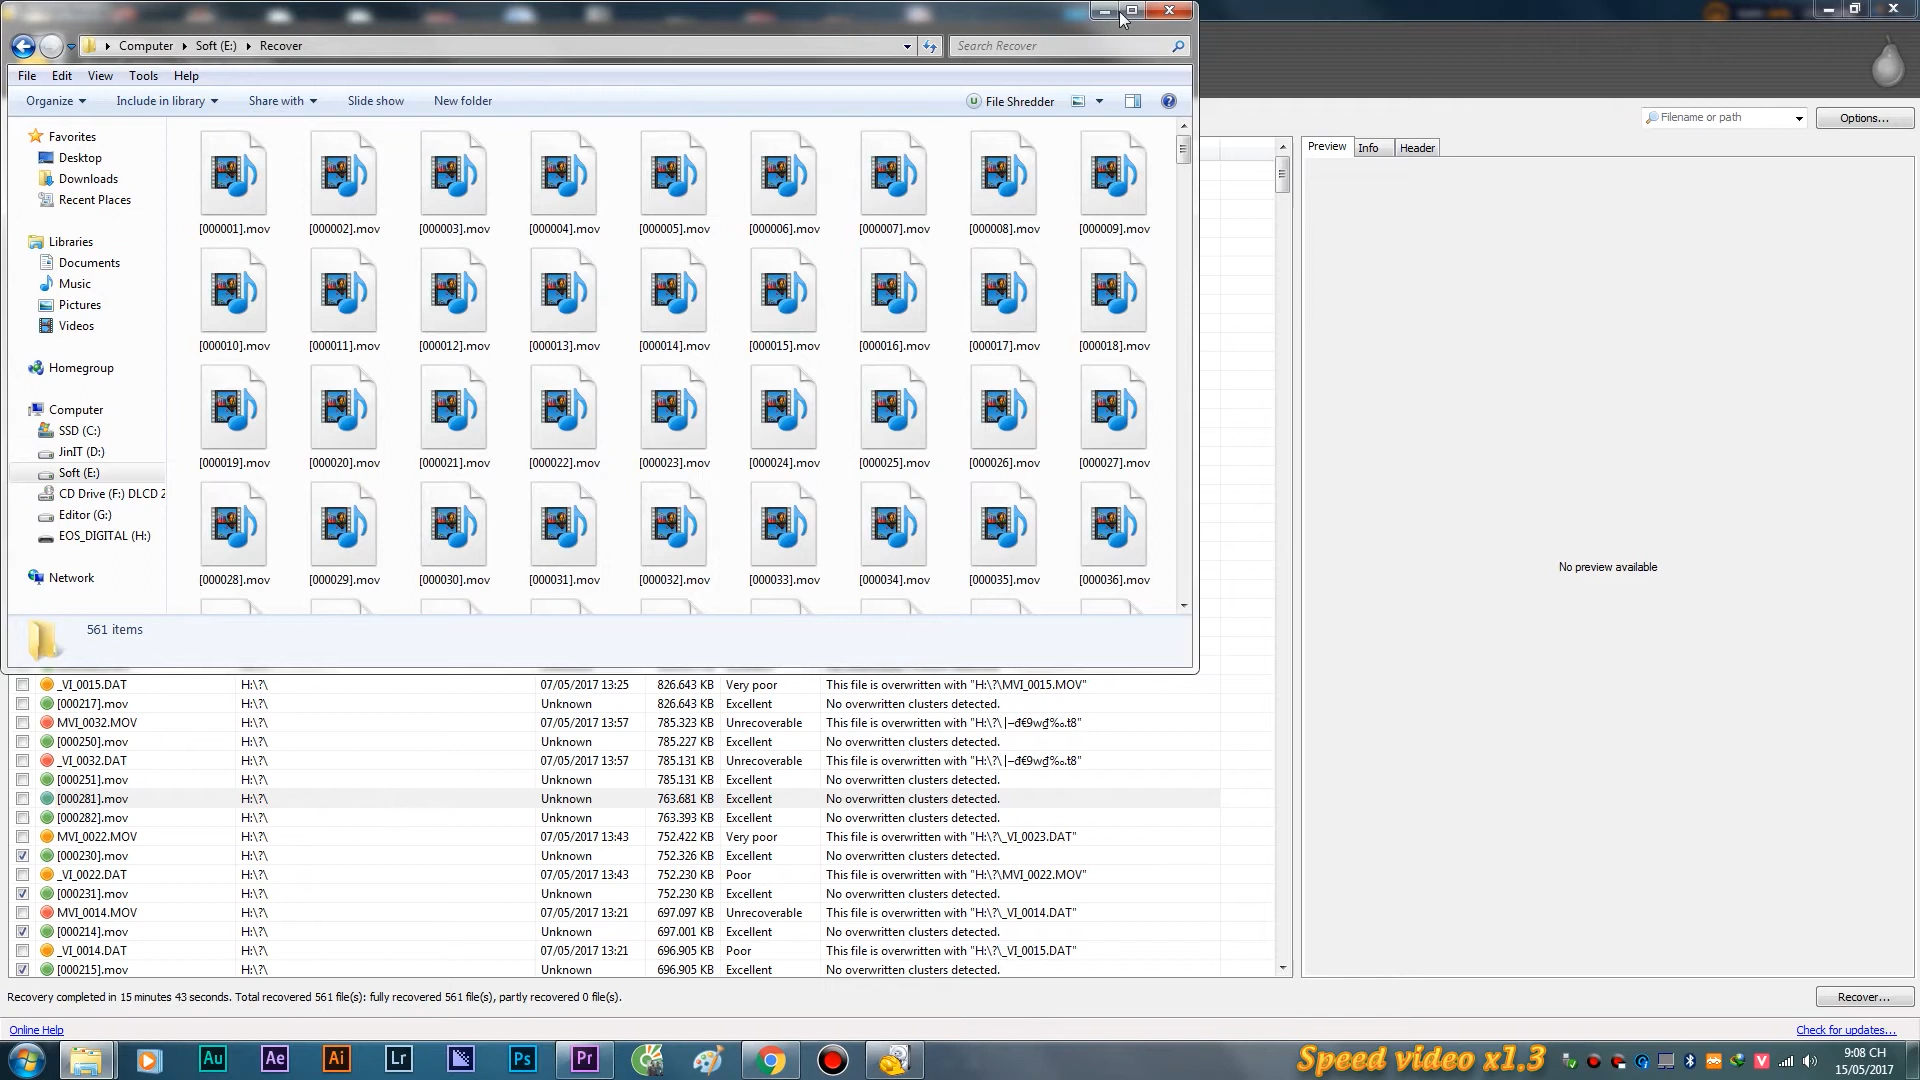 Computer ▸ Soft (E:) ▸ Recover
Search Recover
File Edit View Tools Help
Organize Include in library Share with Slide show New folder
File Shredder
Filename or path
Options...
Favorites
Desktop
Downloads
Recent Places
Libraries
Documents
Music
Pictures
Videos
Homegroup
Computer
SSD (C:)
JinIT (D:)
Soft (E:)
CD Drive (F:) DLCD 2
Editor (G:)
EOS_DIGITAL (H:)
Network
[000001].mov [000002].mov [000003].mov [000004].mov [000005].mov [000006].mov [000007].mov [000008].mov [000009].mov
[000010].mov [000011].mov [000012].mov [000013].mov [000014].mov [000015].mov [000016].mov [000017].mov [000018].mov
[000019].mov [000020].mov [000021].mov [000022].mov [000023].mov [000024].mov [000025].mov [000026].mov [000027].mov
[000028].mov [000029].mov [000030].mov [000031].mov [000032].mov [000033].mov [000034].mov [000035].mov [000036].mov
561 items
Preview Info Header
No preview available
_VI_0015.DAT H:\?\ 07/05/2017 13:25 826.643 KB Very poor This file is overwritten with "H:\?\MVI_0015.MOV"
[000217].mov H:\?\ Unknown 826.643 KB Excellent No overwritten clusters detected.
MVI_0032.MOV H:\?\ 07/05/2017 13:57 785.323 KB Unrecoverable This file is overwritten with "H:\?\|–đ€9w₫‰.t8"
[000250].mov H:\?\ Unknown 785.227 KB Excellent No overwritten clusters detected.
_VI_0032.DAT H:\?\ 07/05/2017 13:57 785.131 KB Unrecoverable This file is overwritten with "H:\?\|–đ€9w₫‰.t8"
[000251].mov H:\?\ Unknown 785.131 KB Excellent No overwritten clusters detected.
[000281].mov H:\?\ Unknown 763.681 KB Excellent No overwritten clusters detected.
[000282].mov H:\?\ Unknown 763.393 KB Excellent No overwritten clusters detected.
MVI_0022.MOV H:\?\ 07/05/2017 13:43 752.422 KB Very poor This file is overwritten with "H:\?\_VI_0023.DAT"
[000230].mov H:\?\ Unknown 752.326 KB Excellent No overwritten clusters detected.
_VI_0022.DAT H:\?\ 07/05/2017 13:43 752.230 KB Poor This file is overwritten with "H:\?\MVI_0022.MOV"
[000231].mov H:\?\ Unknown 752.230 KB Excellent No overwritten clusters detected.
MVI_0014.MOV H:\?\ 07/05/2017 13:21 697.097 KB Unrecoverable This file is overwritten with "H:\?\_VI_0014.DAT"
[000214].mov H:\?\ Unknown 697.001 KB Excellent No overwritten clusters detected.
_VI_0014.DAT H:\?\ 07/05/2017 13:21 696.905 KB Poor This file is overwritten with "H:\?\_VI_0015.DAT"
[000215].mov H:\?\ Unknown 696.905 KB Excellent No overwritten clusters detected.
Recovery completed in 15 minutes 43 seconds. Total recovered 561 file(s): fully recovered 561 file(s), partly recovered 0 file(s).
Recover...
Online Help
Check for updates...
Au Ae Ai Lr Ps Pr
Speed video x1.3
9:08 CH
15/05/2017